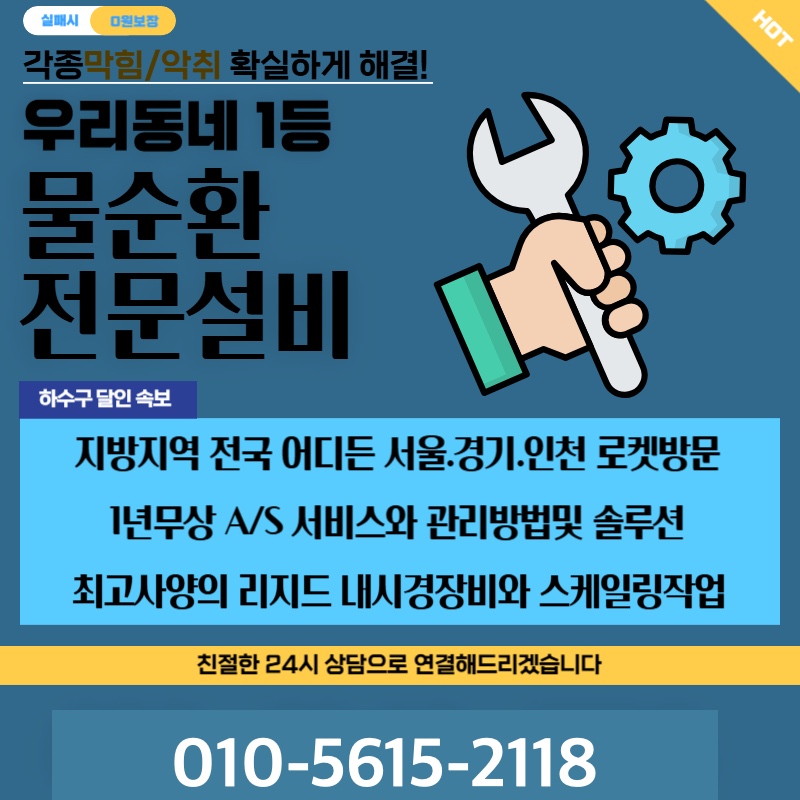 실패시 0원보장
HOT
각종막힘/악취 확실하게 해결!
우리동네 1등
물순환
전문설비
하수구 달인 속보
지방지역 전국 어디든 서울.경기.인천 로켓방문
1년무상 A/S 서비스와 관리방법및 솔루션
최고사양의 리지드 내시경장비와 스케일링작업
친절한 24시 상담으로 연결해드리겠습니다
010-5615-2118